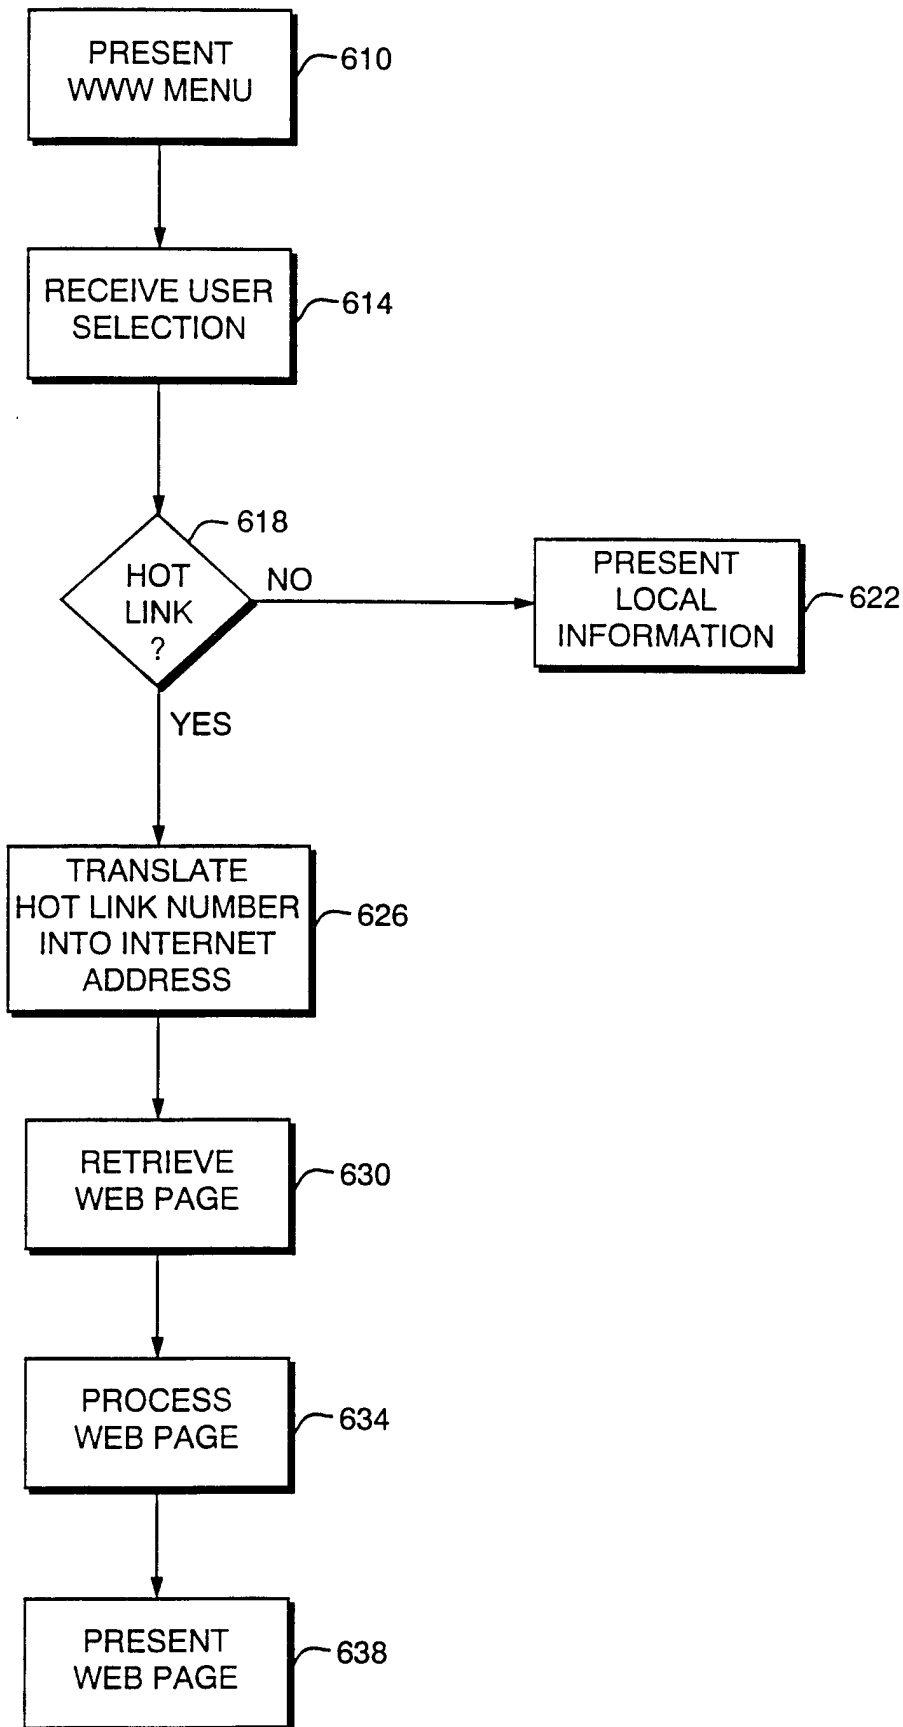 PRESENT
WWW MENU
610
RECEIVE USER
SELECTION
614
618
HOT
LINK
?
NO
PRESENT
LOCAL
INFORMATION
622
YES
TRANSLATE
HOT LINK NUMBER
INTO INTERNET
ADDRESS
626
RETRIEVE
WEB PAGE
630
PROCESS
WEB PAGE
634
PRESENT
WEB PAGE
638